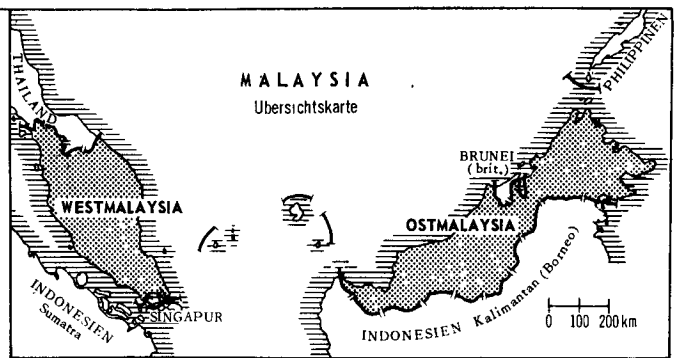 MALAYSIA
Übersichtskarte
THAILAND
PHILIPPINEN
BRUNEI
(brit.)
WESTMALAYSIA
OSTMALAYSIA
INDONESIEN
Sumatra
SINGAPUR
INDONESIEN Kalimantan (Borneo)
0 100 200 km